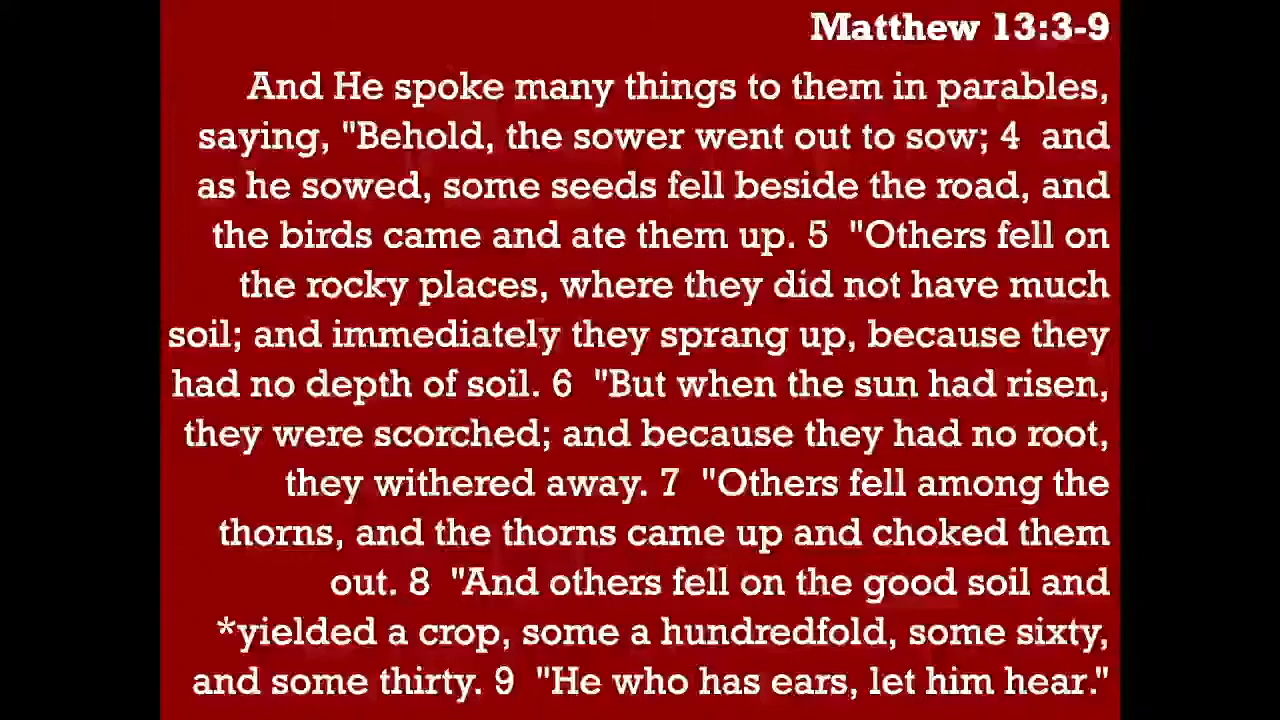 Matthew 13:3-9
And He spoke many things to them in parables,
saying, "Behold, the sower went out to sow; 4  and
as he sowed, some seeds fell beside the road, and
the birds came and ate them up. 5  "Others fell on
the rocky places, where they did not have much
soil; and immediately they sprang up, because they
had no depth of soil. 6  "But when the sun had risen,
they were scorched; and because they had no root,
they withered away. 7  "Others fell among the
thorns, and the thorns came up and choked them
out. 8  "And others fell on the good soil and
*yielded a crop, some a hundredfold, some sixty,
and some thirty. 9  "He who has ears, let him hear."